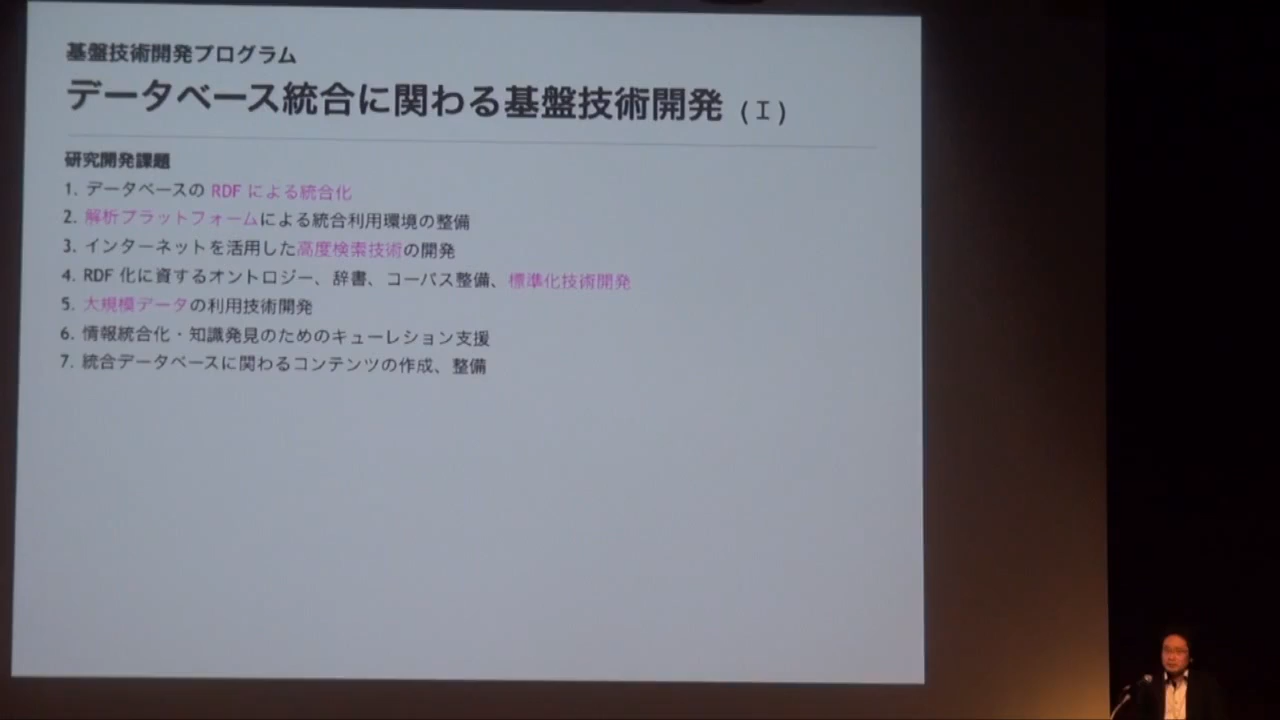 基盤技術開発プログラム
データベース統合に関わる基盤技術開発 (I)
研究開発課題
1. データベースの RDF による統合化
2. 解析プラットフォームによる統合利用環境の整備
3. インターネットを活用した高度検索技術の開発
4. RDF 化に資するオントロジー、辞書、コーパス整備、標準化技術開発
5. 大規模データの利用技術開発
6. 情報統合化・知識発見のためのキューレション支援
7. 統合データベースに関わるコンテンツの作成、整備